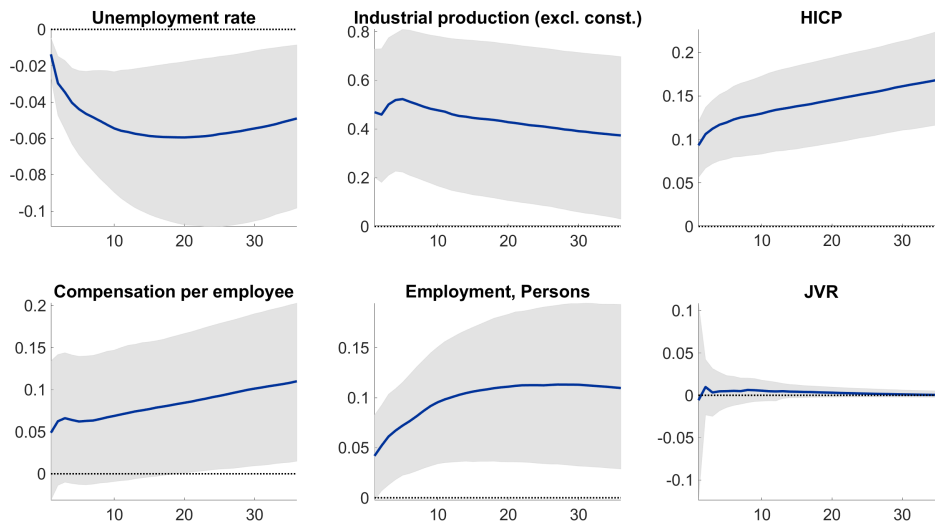 Unemployment rate
0
-0.02
-0.04
-0.06
-0.08
-0.1
10 20 30
Industrial production (excl. const.)
0.8
0.6
0.4
0.2
0
10 20 30
HICP
0.2
0.15
0.1
0.05
0
10 20 30
Compensation per employee
0.2
0.15
0.1
0.05
0
10 20 30
Employment, Persons
0.15
0.1
0.05
0
10 20 30
JVR
0.1
0.05
0
-0.05
-0.1
10 20 30